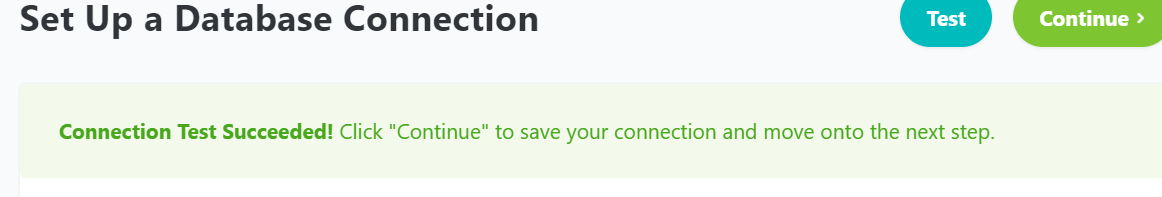 Set Up a Database Connection
Test
Continue ›
Connection Test Succeeded! Click "Continue" to save your connection and move onto the next step.